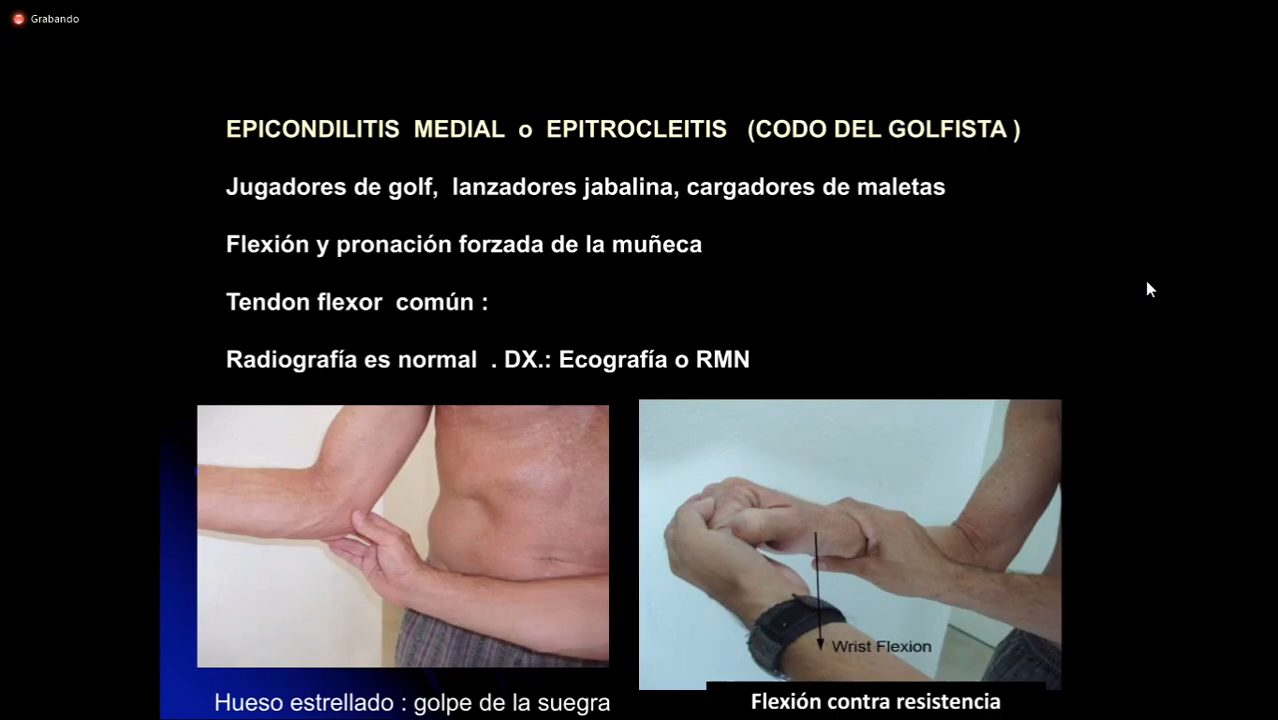 Grabando
EPICONDILITIS MEDIAL o EPITROCLEITIS (CODO DEL GOLFISTA )
Jugadores de golf, lanzadores jabalina, cargadores de maletas
Flexión y pronación forzada de la muñeca
Tendon flexor común :
Radiografía es normal . DX.: Ecografía o RMN
Wrist Flexion
Hueso estrellado : golpe de la suegra
Flexión contra resistencia